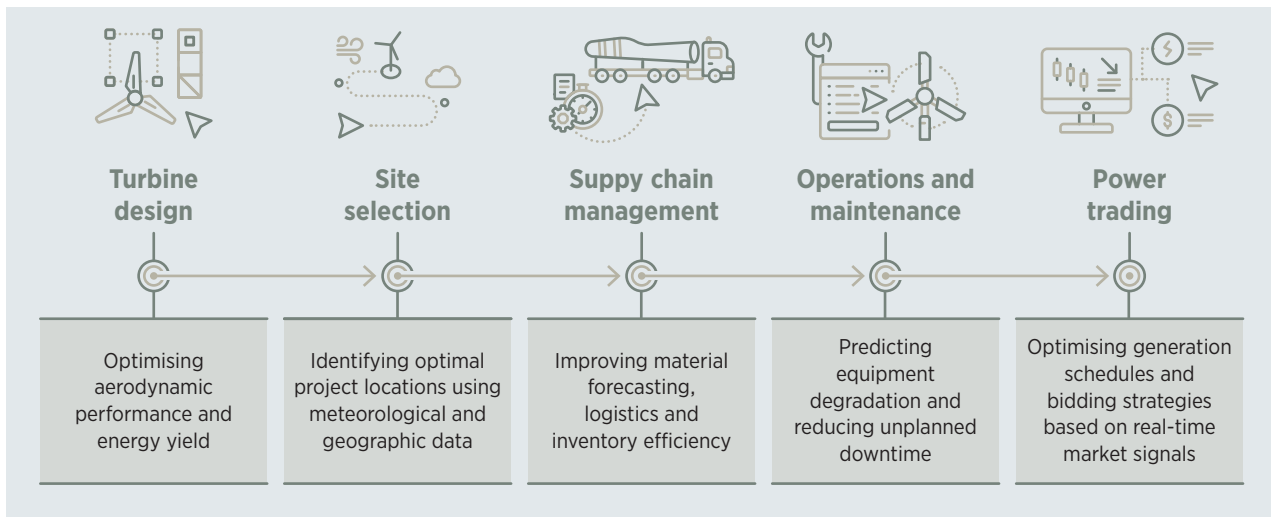 Turbine
design
Site
selection
Suppy chain
management
Operations and
maintenance
Power
trading
Optimising
aerodynamic
performance and
energy yield
Identifying optimal
project locations using
meteorological and
geographic data
Improving material
forecasting,
logistics and
inventory efficiency
Predicting
equipment
degradation and
reducing unplanned
downtime
Optimising generation
schedules and
bidding strategies
based on real-time
market signals
$